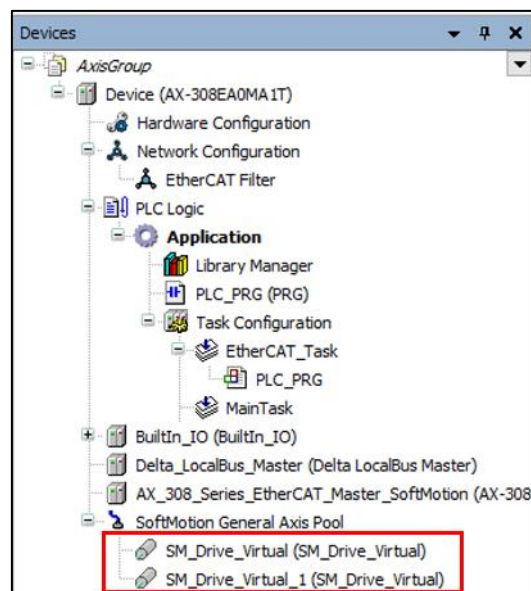 Devices
AxisGroup
Device (AX-308EA0MA1T)
Hardware Configuration
Network Configuration
EtherCAT Filter
PLC Logic
Application
Library Manager
PLC_PRG (PRG)
Task Configuration
EtherCAT_Task
PLC_PRG
MainTask
BuiltIn_IO (BuiltIn_IO)
Delta_LocalBus_Master (Delta LocalBus Master)
AX_308_Series_EtherCAT_Master_SoftMotion (AX-308
SoftMotion General Axis Pool
SM_Drive_Virtual (SM_Drive_Virtual)
SM_Drive_Virtual_1 (SM_Drive_Virtual)